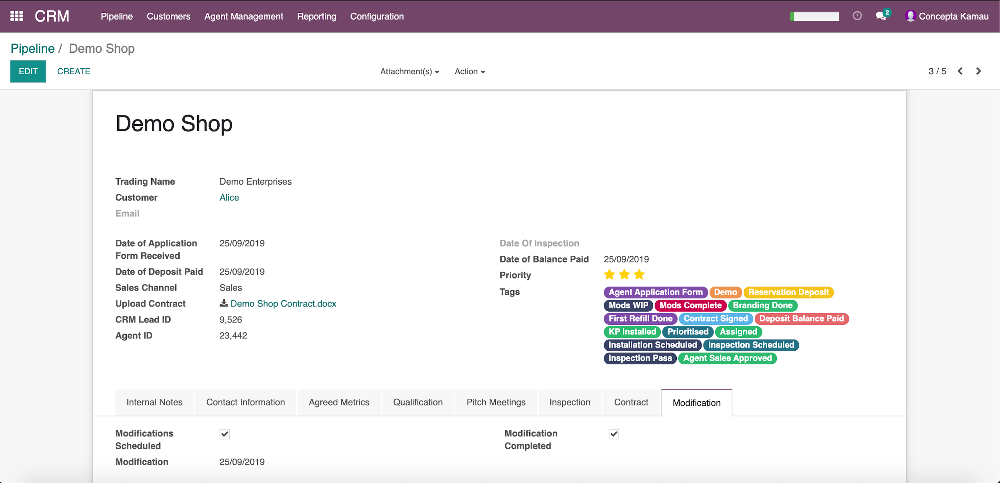 CRM Pipeline Customers Agent Management Reporting Configuration 2 Concepta Kamau
Pipeline / Demo Shop
EDIT CREATE Attachment(s) Action 3 / 5
Demo Shop
Trading Name Demo Enterprises
Customer Alice
Email
Date of Application Form Received 25/09/2019
Date of Deposit Paid 25/09/2019
Sales Channel Sales
Upload Contract Demo Shop Contract.docx
CRM Lead ID 9,526
Agent ID 23,442
Date Of Inspection
Date of Balance Paid 25/09/2019
Priority
Tags Agent Application Form Demo Reservation Deposit
Mods WIP Mods Complete Branding Done
First Refill Done Contract Signed Deposit Balance Paid
KP Installed Prioritised Assigned
Installation Scheduled Inspection Scheduled
Inspection Pass Agent Sales Approved
Internal Notes Contact Information Agreed Metrics Qualification Pitch Meetings Inspection Contract Modification
Modifications Scheduled
Modification 25/09/2019
Modification Completed